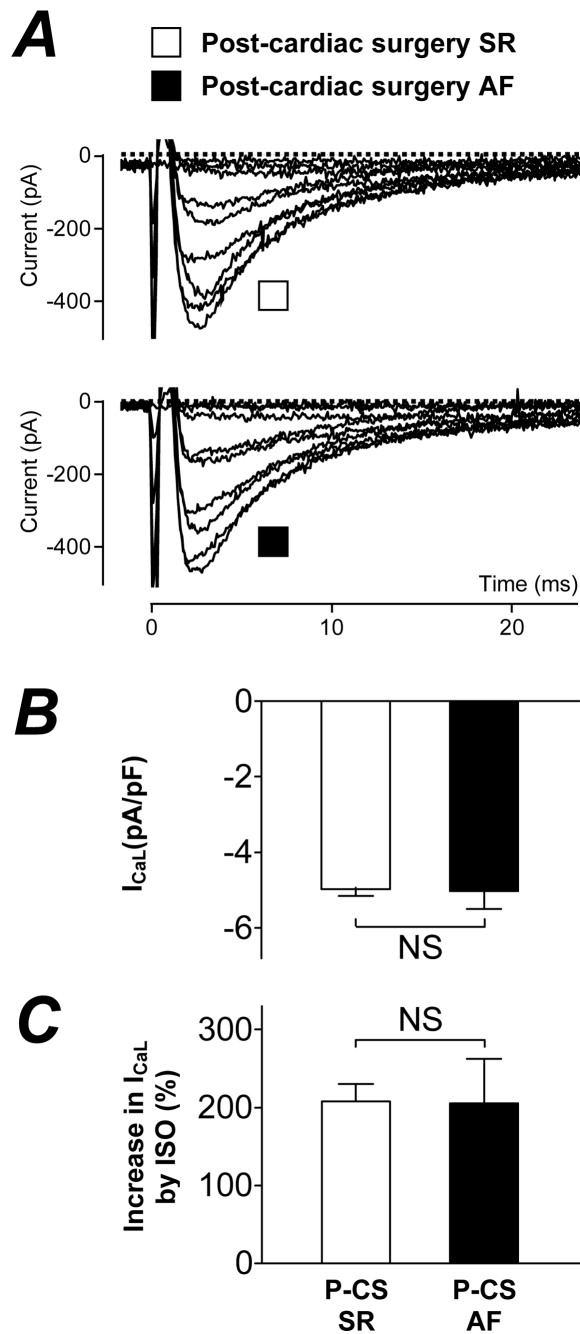 A
Post-cardiac surgery SR
Post-cardiac surgery AF
Current (pA)
0
-200
-400
Current (pA)
0
-200
-400
Time (ms)
0 10 20
B
I_CaL(pA/pF)
0
-2
-4
-6
NS
C
Increase in I_CaL
by ISO (%)
300
200
100
0
NS
P-CS P-CS
SR AF